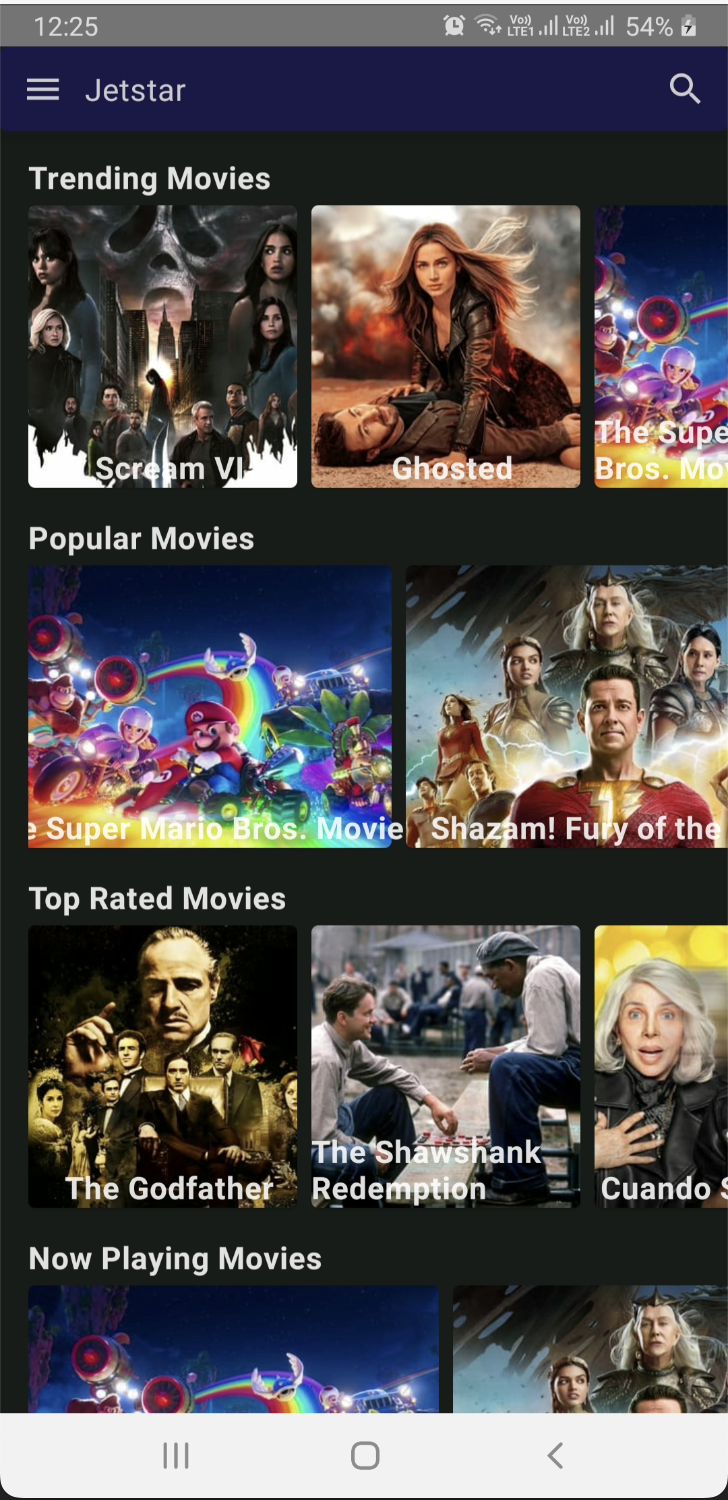 12:25
Vo)) LTE1 Vo)) LTE2 54%
Jetstar
Trending Movies
Scream VI
Ghosted
The Supe
Bros. Mov
Popular Movies
e Super Mario Bros. Movie
Shazam! Fury of the
Top Rated Movies
The Godfather
The Shawshank
Redemption
Cuando S
Now Playing Movies